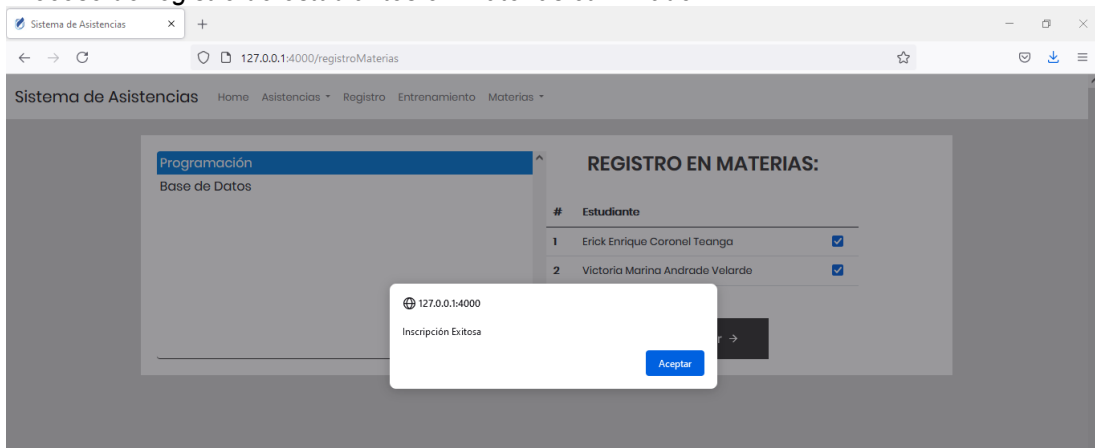 Sistema de Asistencias
127.0.0.1:4000/registroMaterias
Sistema de Asistencias Home Asistencias Registro Entrenamiento Materias
Programación
Base de Datos
REGISTRO EN MATERIAS:
# Estudiante
1 Erick Enrique Coronel Teanga
2 Victoria Marina Andrade Velarde
127.0.0.1:4000
Inscripción Exitosa
Aceptar